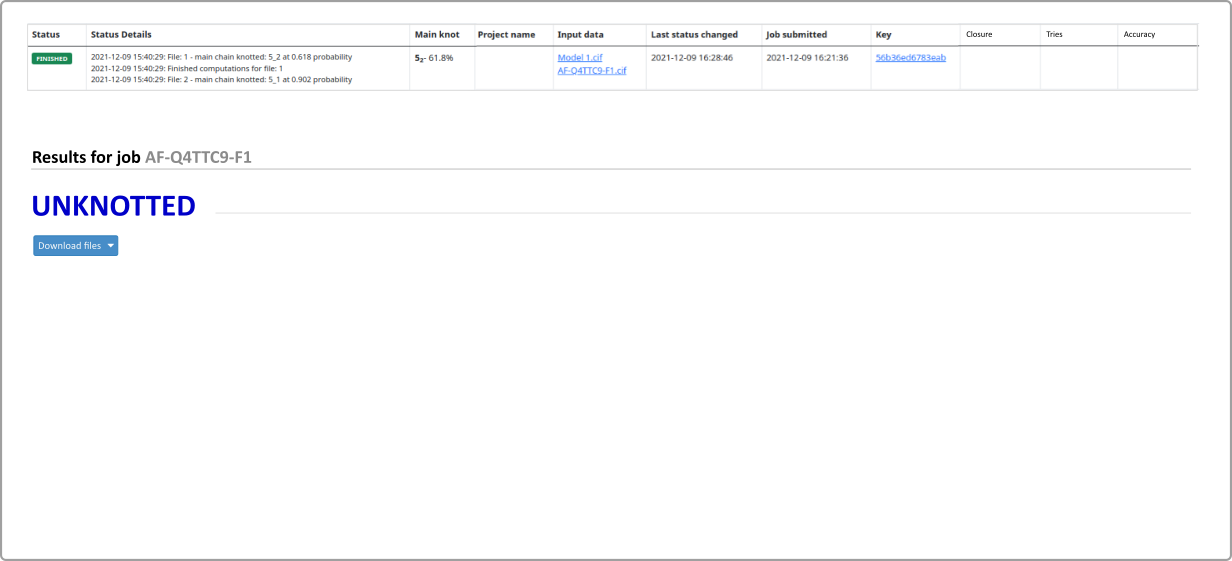 Status Status Details Main knot Project name Input data Last status changed Job submitted Key Closure Tries Accuracy
FINISHED 2021-12-09 15:40:29: File: 1 - main chain knotted: 5_2 at 0.618 probability 5₂- 61.8% Model 1.cif 2021-12-09 16:28:46 2021-12-09 16:21:36 56b36ed6783eab
2021-12-09 15:40:29: Finished computations for file: 1 AF-Q4TTC9-F1.cif
2021-12-09 15:40:29: File: 2 - main chain knotted: 5_1 at 0.902 probability
Results for job AF-Q4TTC9-F1
UNKNOTTED
Download files